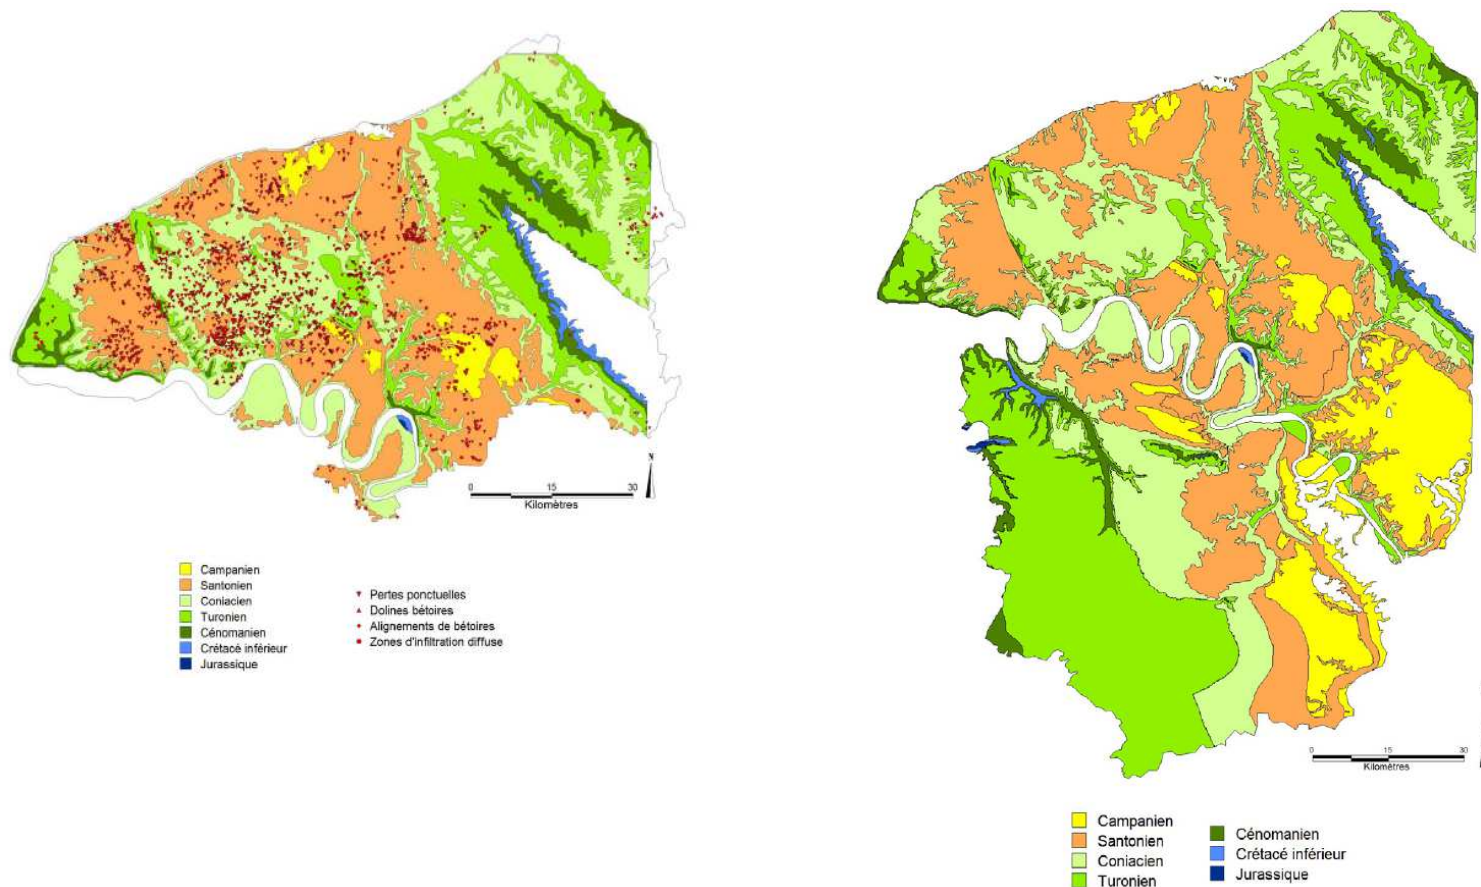 N
0 15 30
Kilomètres
Campanien
Santonien
Coniacien
Turonien
Cénomanien
Crétacé inférieur
Jurassique
Pertes ponctuelles
Dolines bétoires
Alignements de bétoires
Zones d'infiltration diffuse
0 15 30
Kilomètres
Campanien
Santonien
Coniacien
Turonien
Cénomanien
Crétacé inférieur
Jurassique